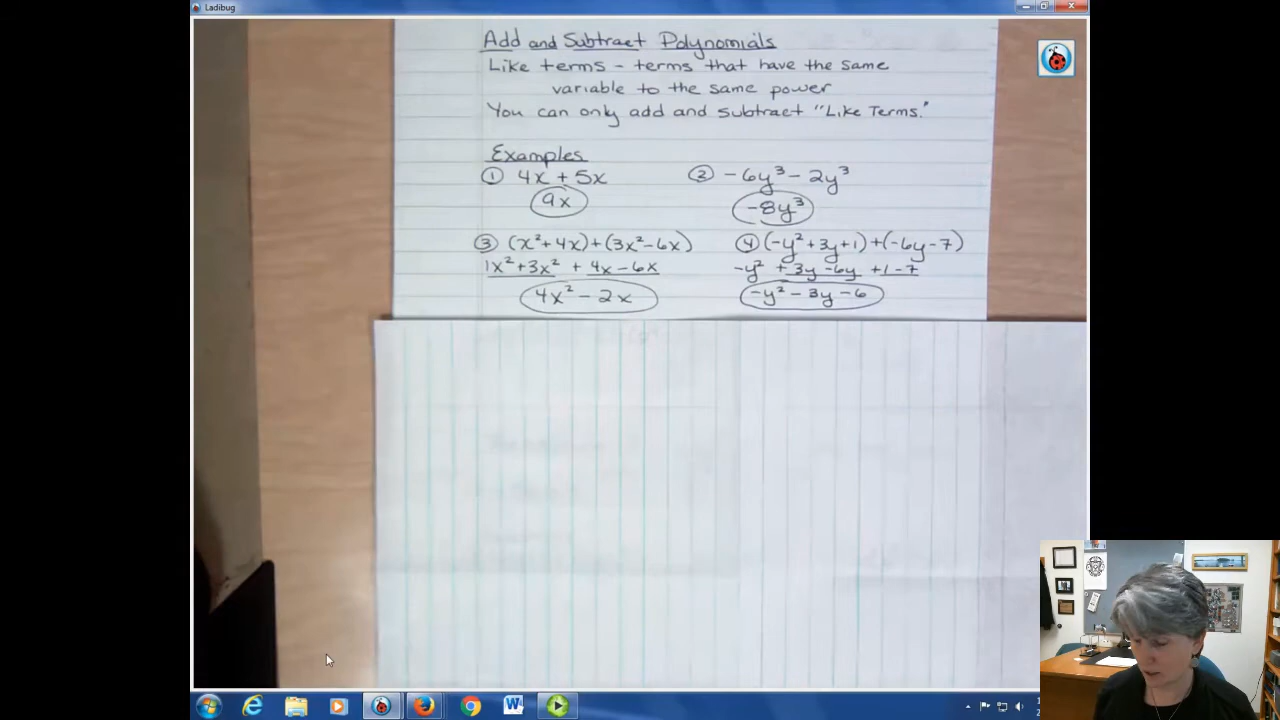 Ladibug
Add and Subtract Polynomials
Like terms - terms that have the same
variable to the same power
You can only add and subtract "Like Terms."
Examples
① 4x + 5x
9x
② -6y³ - 2y³
-8y³
③ (x²+4x)+(3x²-6x)
1x²+3x² + 4x-6x
4x² - 2x
④ (-y²+3y+1)+(-6y-7)
-y² +3y-6y +1-7
-y² - 3y - 6